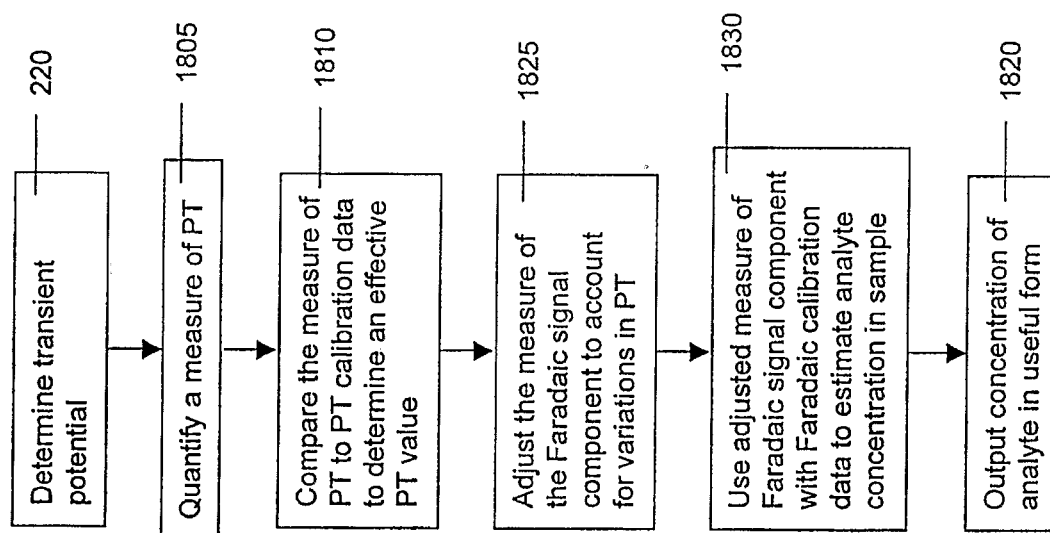 220
Determine transient
potential
1805
Quantify a measure of PT
1810
Compare the measure of
PT to PT calibration data
to determine an effective
PT value
1825
Adjust the measure of
the Faradaic signal
component to account
for variations in PT
1830
Use adjusted measure of
Faradaic signal component
with Faradaic calibration
data to estimate analyte
concentration in sample
1820
Output concentration of
analyte in useful form